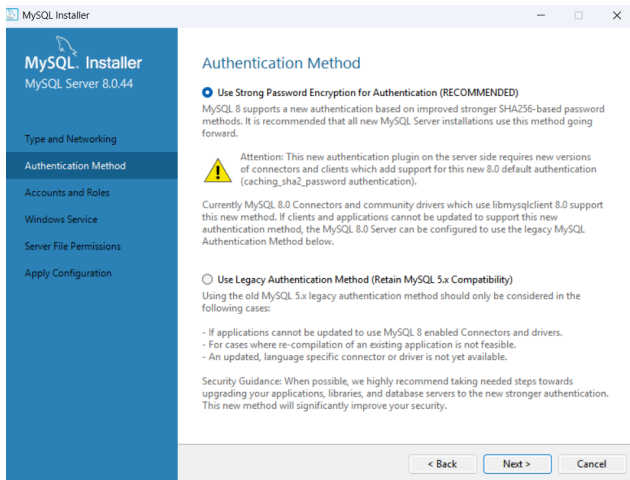 MySQL Installer
MySQL. Installer
MySQL Server 8.0.44
Type and Networking
Authentication Method
Accounts and Roles
Windows Service
Server File Permissions
Apply Configuration
Authentication Method
Use Strong Password Encryption for Authentication (RECOMMENDED)
MySQL 8 supports a new authentication based on improved stronger SHA256-based password
methods. It is recommended that all new MySQL Server installations use this method going
forward.
Attention: This new authentication plugin on the server side requires new versions
of connectors and clients which add support for this new 8.0 default authentication
(caching_sha2_password authentication).
Currently MySQL 8.0 Connectors and community drivers which use libmysqlclient 8.0 support
this new method. If clients and applications cannot be updated to support this new
authentication method, the MySQL 8.0 Server can be configured to use the legacy MySQL
Authentication Method below.
Use Legacy Authentication Method (Retain MySQL 5.x Compatibility)
Using the old MySQL 5.x legacy authentication method should only be considered in the
following cases:
- If applications cannot be updated to use MySQL 8 enabled Connectors and drivers.
- For cases where re-compilation of an existing application is not feasible.
- An updated, language specific connector or driver is not yet available.
Security Guidance: When possible, we highly recommend taking needed steps towards
upgrading your applications, libraries, and database servers to the new stronger authentication.
This new method will significantly improve your security.
< Back
Next >
Cancel